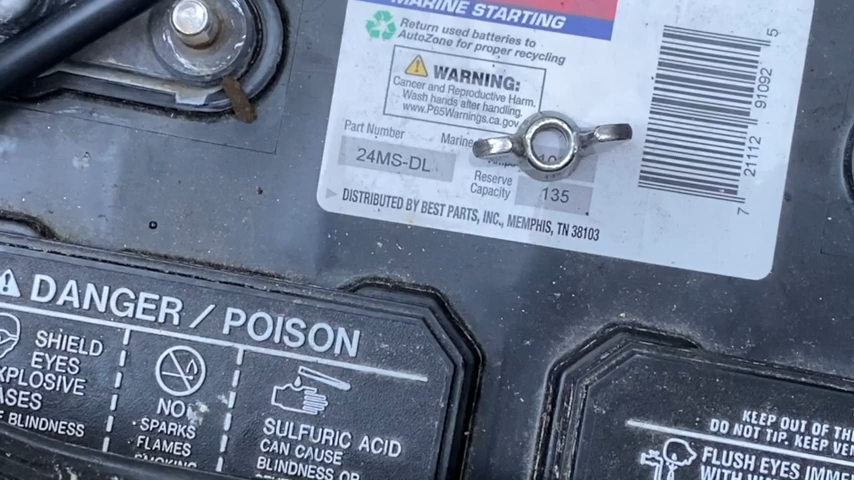 MARINE STARTING
Return used batteries to
AutoZone for proper recycling
WARNING:
Cancer and Reproductive Harm.
Wash hands after handling.
www.P65Warnings.ca.gov
Part Number
Marine
24MS-DL
Reserve
Capacity
135
DISTRIBUTED BY BEST PARTS, INC., MEMPHIS, TN 38103
7 21112 91092 5
DANGER / POISON
SHIELD
EYES
EXPLOSIVE
GASES
BLINDNESS
NO
SPARKS
FLAMES
SMOKING
SULFURIC ACID
CAN CAUSE
BLINDNESS OR
KEEP OUT OF THE
DO NOT TIP. KEEP
FLUSH EYES
WITH